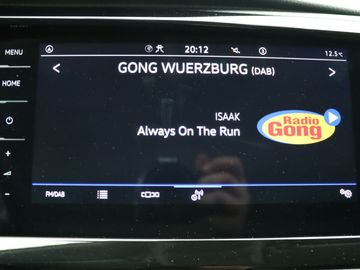 MENU
20:12
12.5°C
HOME
GONG WUERZBURG (DAB)
ISAAK
Always On The Run
Radio
Gong
FM/DAB